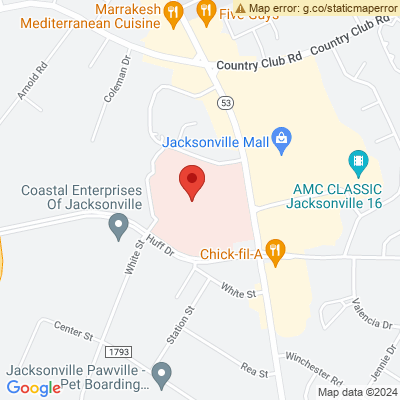 Map error: g.co/staticmaperror
Marrakesh
Mediterranean Cuisine
Five Guys
Country Club Rd
Country Club Rd
Arnold Rd
Coleman Dr
53
Jacksonville Mall
AMC CLASSIC
Jacksonville 16
Coastal Enterprises
Of Jacksonville
White St
Huff Dr
Chick-fil-A
White St
Valencia Dr
Center St
Station St
1793
Jacksonville Pawville -
Pet Boarding...
Rea St
Winchester Rd
Jennie Dr
Google
Map data ©2024